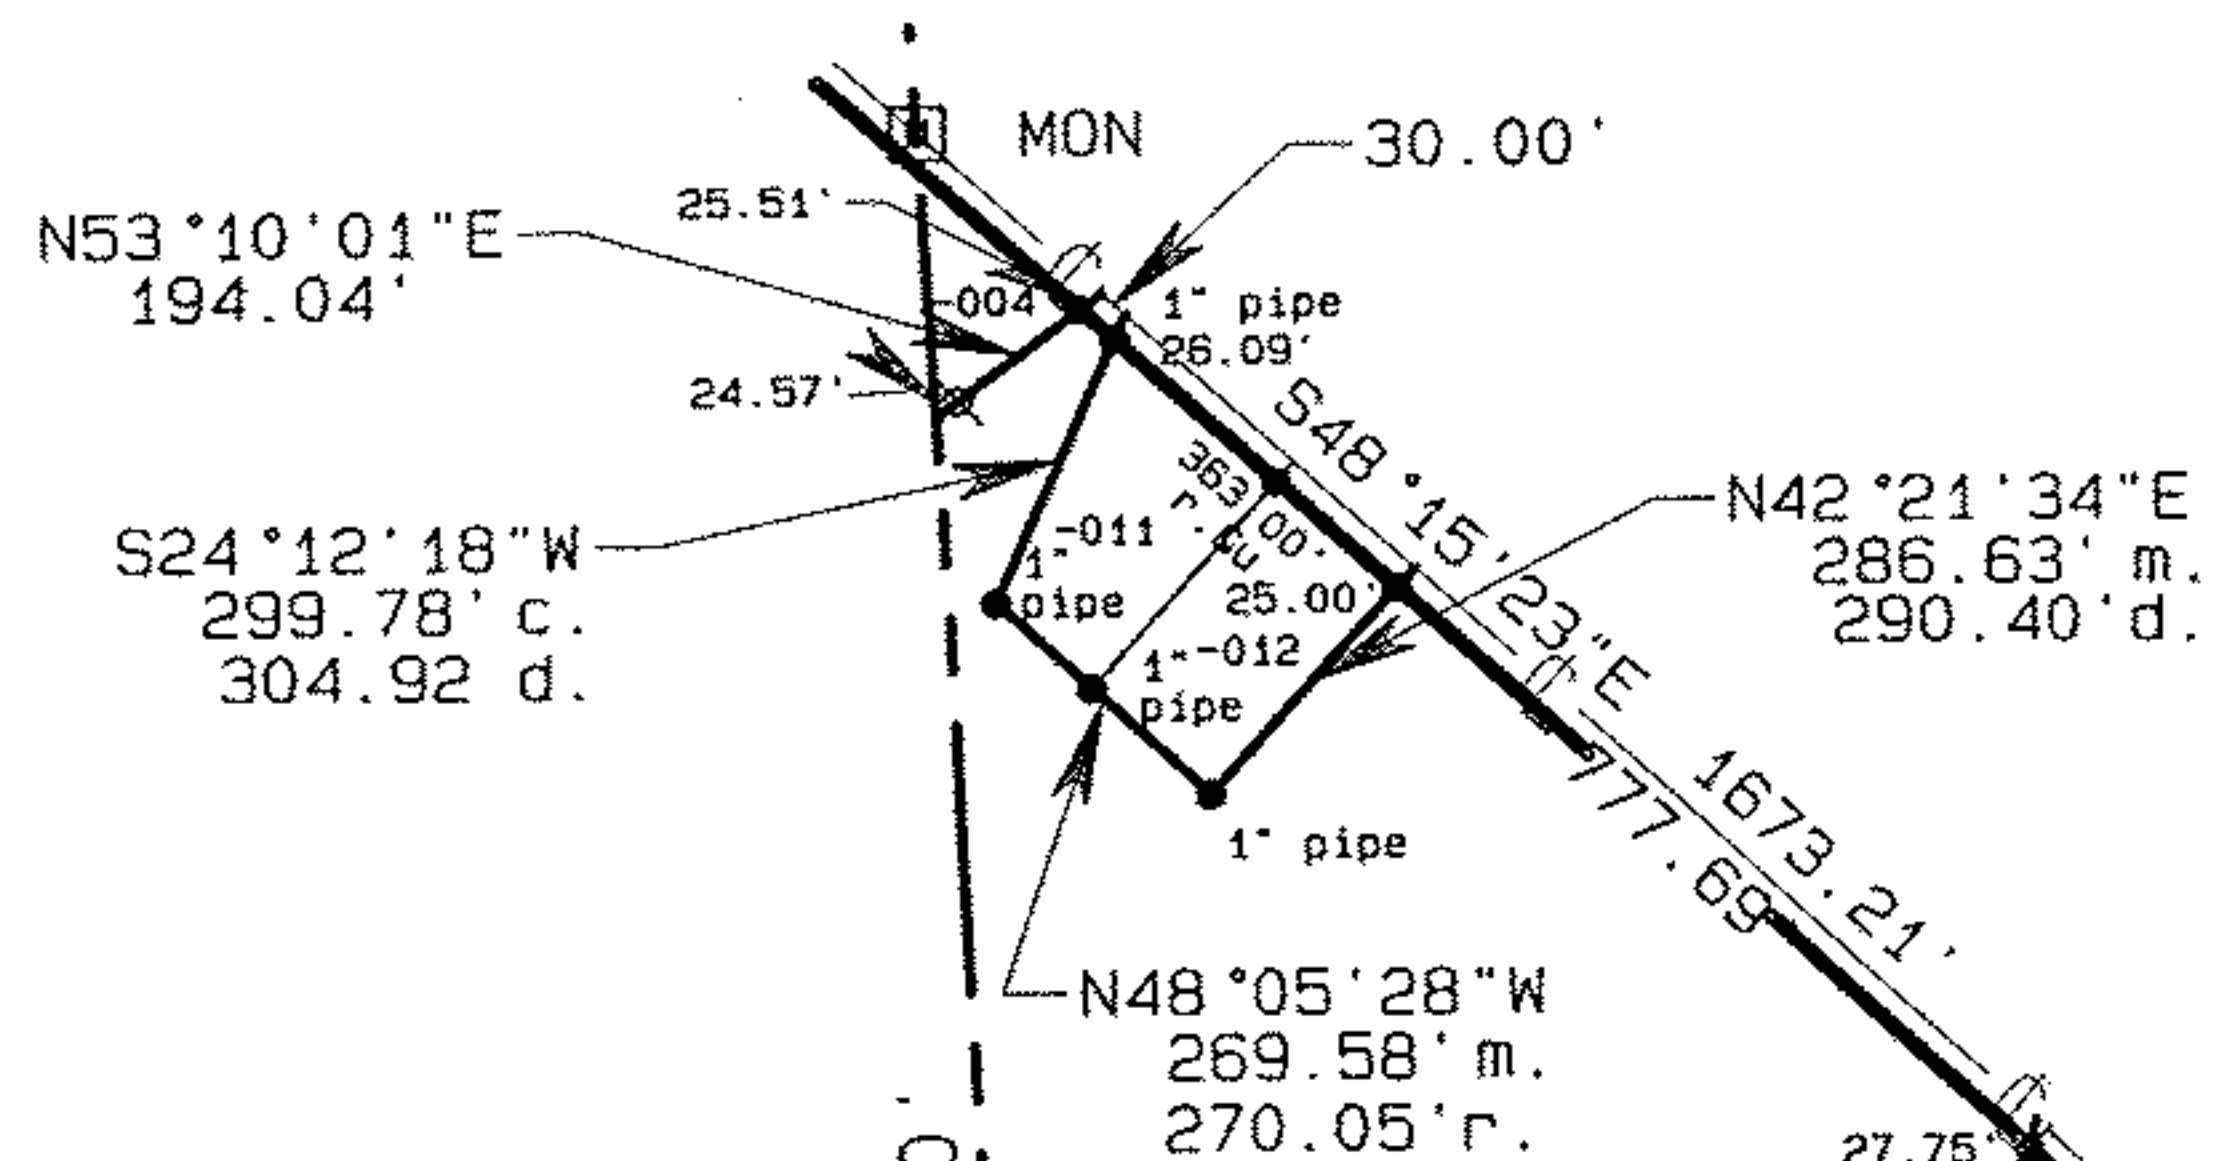 MON
30.00'
25.51'
N53°10'01"E
194.04'
-004
1" pipe
26.09'
24.57'
S48°15'23"E
363.00'
r.
N42°21'34"E
286.63' m.
290.40'd.
S24°12'18"W
299.78' c.
304.92 d.
-011
1"
pipe
25.00'
-012
1"
pipe
1" pipe
777.69
1673.21'
N48°05'28"W
269.58' m.
270.05'r.
27.75'